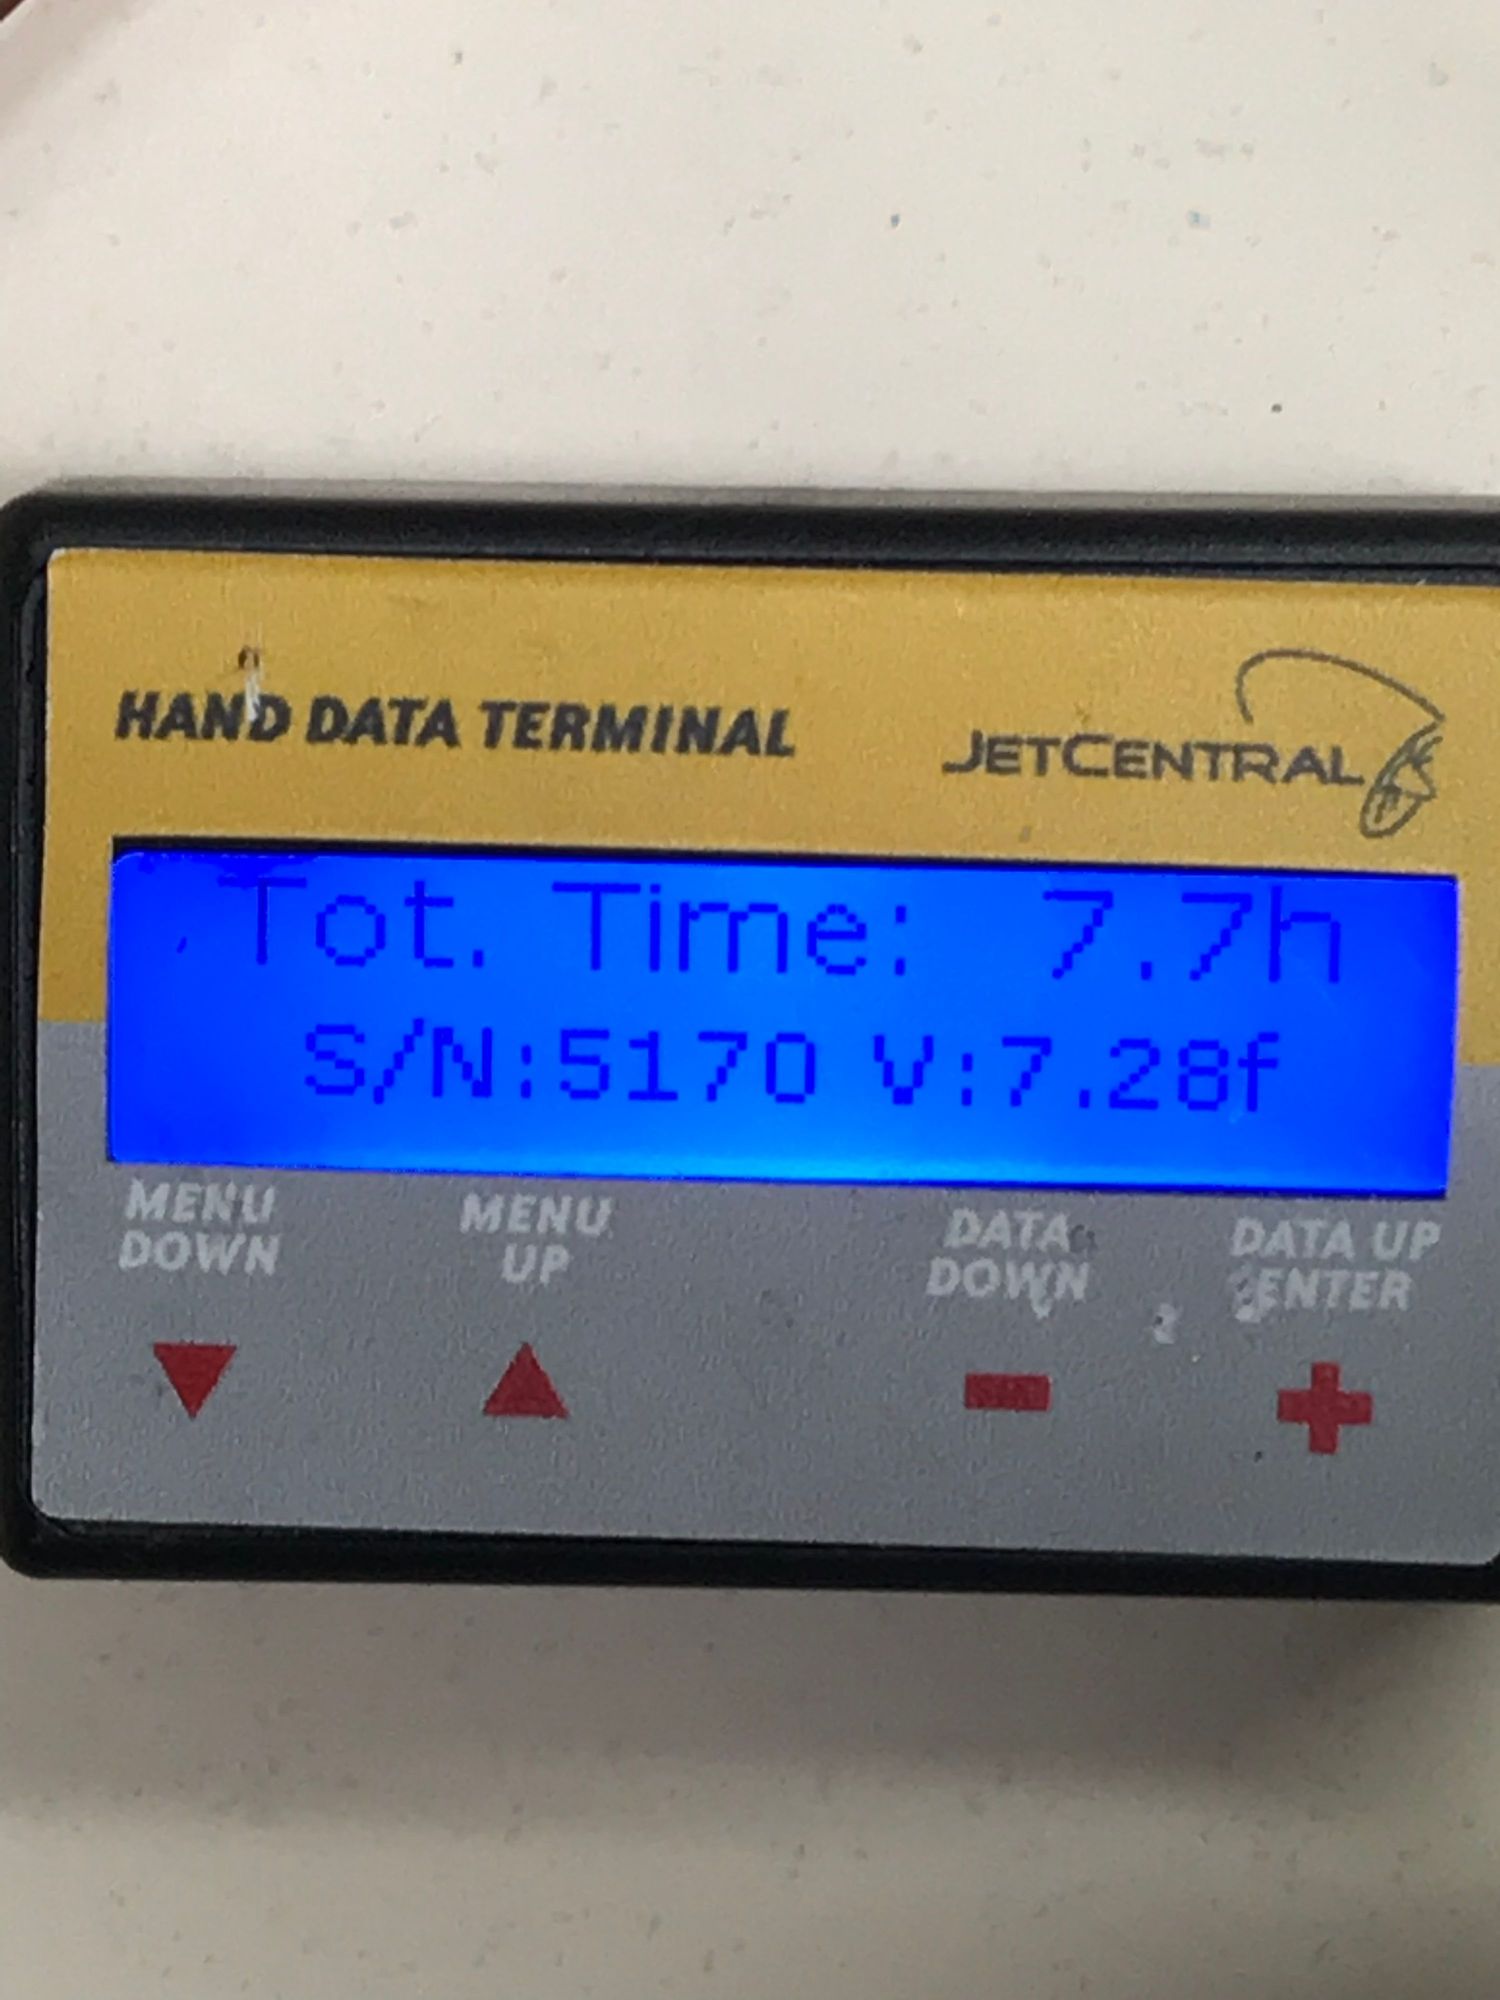 HAND DATA TERMINAL
JETCENTRAL
Tot. Time: 7.7h
S/N:5170 V:7.28f
MENU DOWN
MENU UP
DATA DOWN
DATA UP ENTER